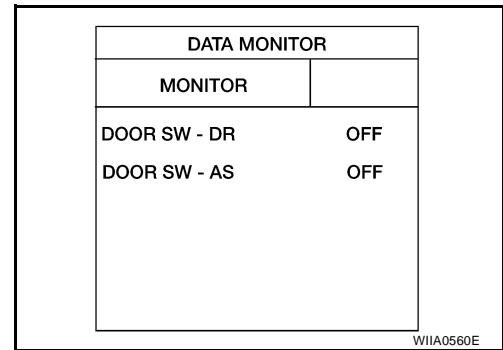 DATA MONITOR
MONITOR
DOOR SW - DR OFF
DOOR SW - AS OFF
WIIA0560E